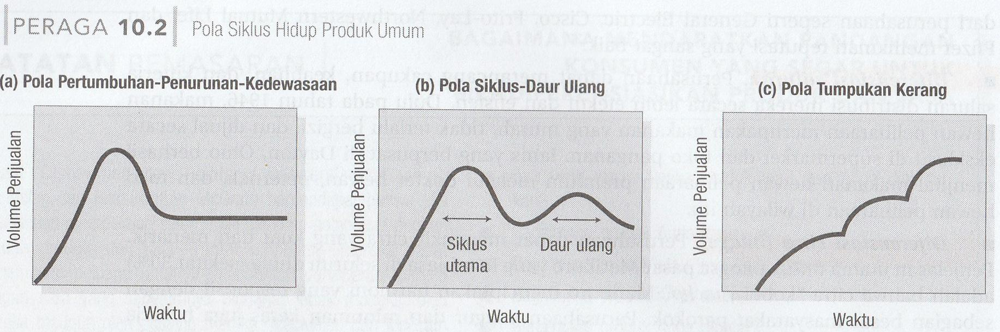 PERAGA 10.2 Pola Siklus Hidup Produk Umum
(a) Pola Pertumbuhan-Penurunan-Kedewasaan
Volume Penjualan
Waktu
(b) Pola Siklus-Daur Ulang
Volume Penjualan
Siklus
utama
Daur ulang
Waktu
(c) Pola Tumpukan Kerang
Volume Penjualan
Waktu